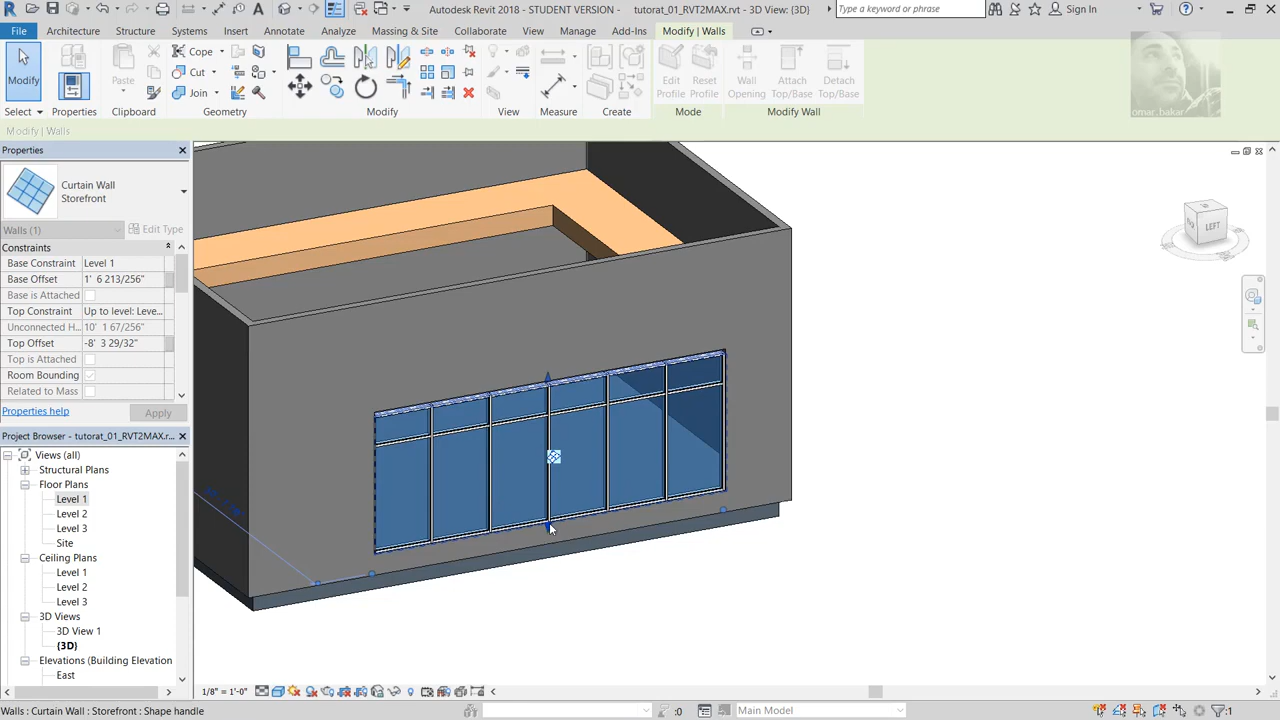 Autodesk Revit 2018 - STUDENT VERSION - tutorat_01_RVT2MAX.rvt - 3D View: {3D}
Type a keyword or phrase
Sign In
File Architecture Structure Systems Insert Annotate Analyze Massing & Site Collaborate View Manage Add-Ins Modify | Walls
Modify
Paste
Cope
Cut
Join
Edit
Profile
Reset
Profile
Wall
Opening
Attach
Top/Base
Detach
Top/Base
Select Properties Clipboard Geometry Modify View Measure Create Mode Modify Wall
omar_bakar
Modify | Walls
Properties
Curtain Wall
Storefront
Walls (1) Edit Type
Constraints
Base Constraint Level 1
Base Offset 1' 6 213/256"
Base is Attached
Top Constraint Up to level: Leve...
Unconnected H... 10' 1 67/256"
Top Offset -8' 3 29/32"
Top is Attached
Room Bounding
Related to Mass
Properties help Apply
Project Browser - tutorat_01_RVT2MAX.r...
Views (all)
Structural Plans
Floor Plans
Level 1
Level 2
Level 3
Site
Ceiling Plans
Level 1
Level 2
Level 3
3D Views
3D View 1
{3D}
Elevations (Building Elevation
East
LEFT
1/8" = 1'-0"
Walls : Curtain Wall : Storefront : Shape handle
:0
Main Model
:1